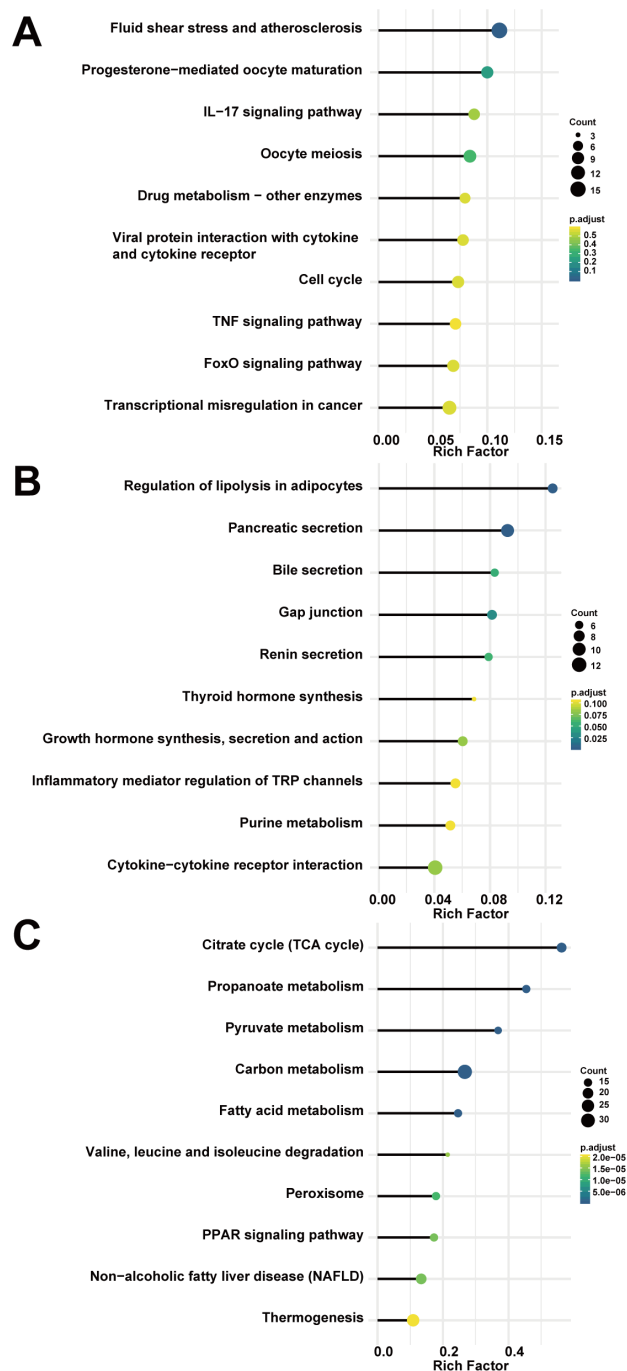 A
Fluid shear stress and atherosclerosis
Progesterone−mediated oocyte maturation
IL−17 signaling pathway
Oocyte meiosis
Drug metabolism − other enzymes
Viral protein interaction with cytokine
and cytokine receptor
Cell cycle
TNF signaling pathway
FoxO signaling pathway
Transcriptional misregulation in cancer
0.00 0.05 0.10 0.15
Rich Factor
Count
3
6
9
12
15
p.adjust
0.5
0.4
0.3
0.2
0.1
B
Regulation of lipolysis in adipocytes
Pancreatic secretion
Bile secretion
Gap junction
Renin secretion
Thyroid hormone synthesis
Growth hormone synthesis, secretion and action
Inflammatory mediator regulation of TRP channels
Purine metabolism
Cytokine−cytokine receptor interaction
0.00 0.04 0.08 0.12
Rich Factor
Count
6
8
10
12
p.adjust
0.100
0.075
0.050
0.025
C
Citrate cycle (TCA cycle)
Propanoate metabolism
Pyruvate metabolism
Carbon metabolism
Fatty acid metabolism
Valine, leucine and isoleucine degradation
Peroxisome
PPAR signaling pathway
Non−alcoholic fatty liver disease (NAFLD)
Thermogenesis
0.0 0.2 0.4
Rich Factor
Count
15
20
25
30
p.adjust
2.0e−05
1.5e−05
1.0e−05
5.0e−06